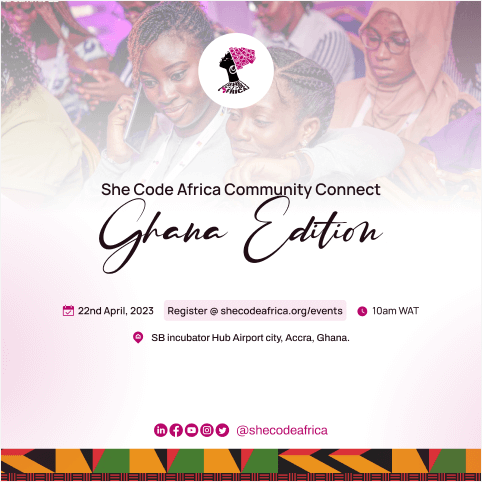 AFRICA
She Code Africa Community Connect
Ghana Edition
22nd April, 2023 Register @ shecodeafrica.org/events 10am WAT
SB incubator Hub Airport city, Accra, Ghana.
@shecodeafrica